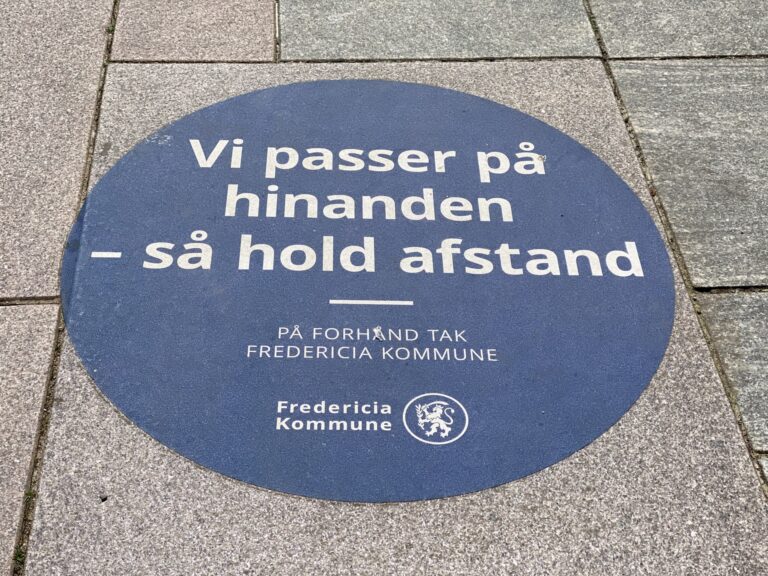 Vi passer på
hinanden
– så hold afstand
PÅ FORHÅND TAK
FREDERICIA KOMMUNE
Fredericia
Kommune